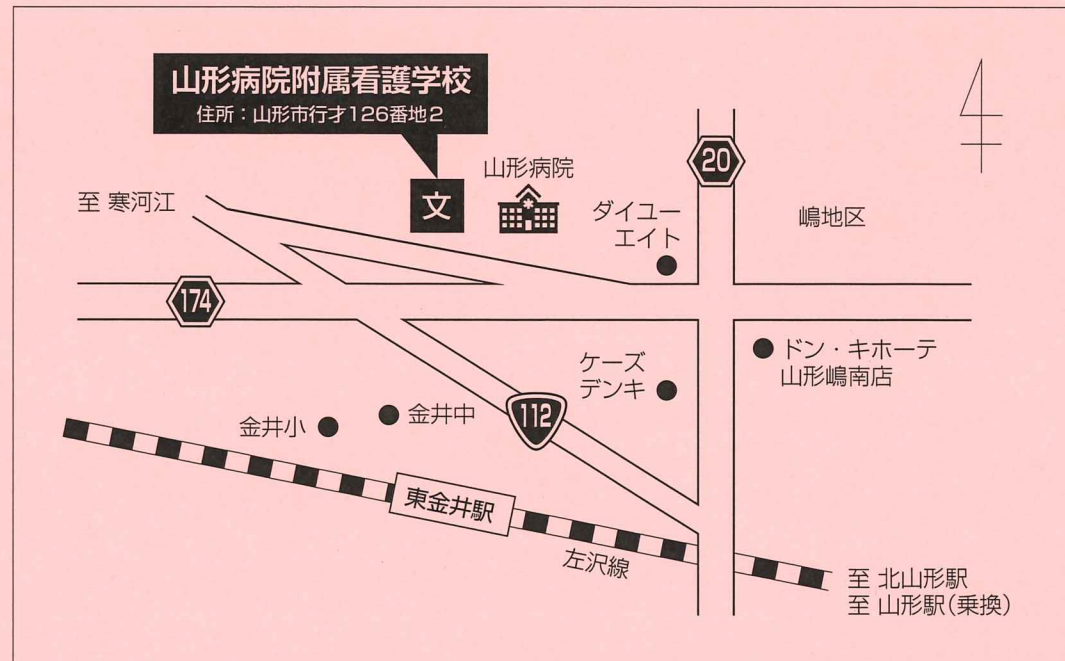 山形病院附属看護学校
住所：山形市行才126番地2
山形病院
文
20
至 寒河江
ダイユー
エイト
嶋地区
174
ドン・キホーテ
山形嶋南店
ケーズ
デンキ
金井小
金井中
112
東金井駅
左沢線
至 北山形駅
至 山形駅(乗換)